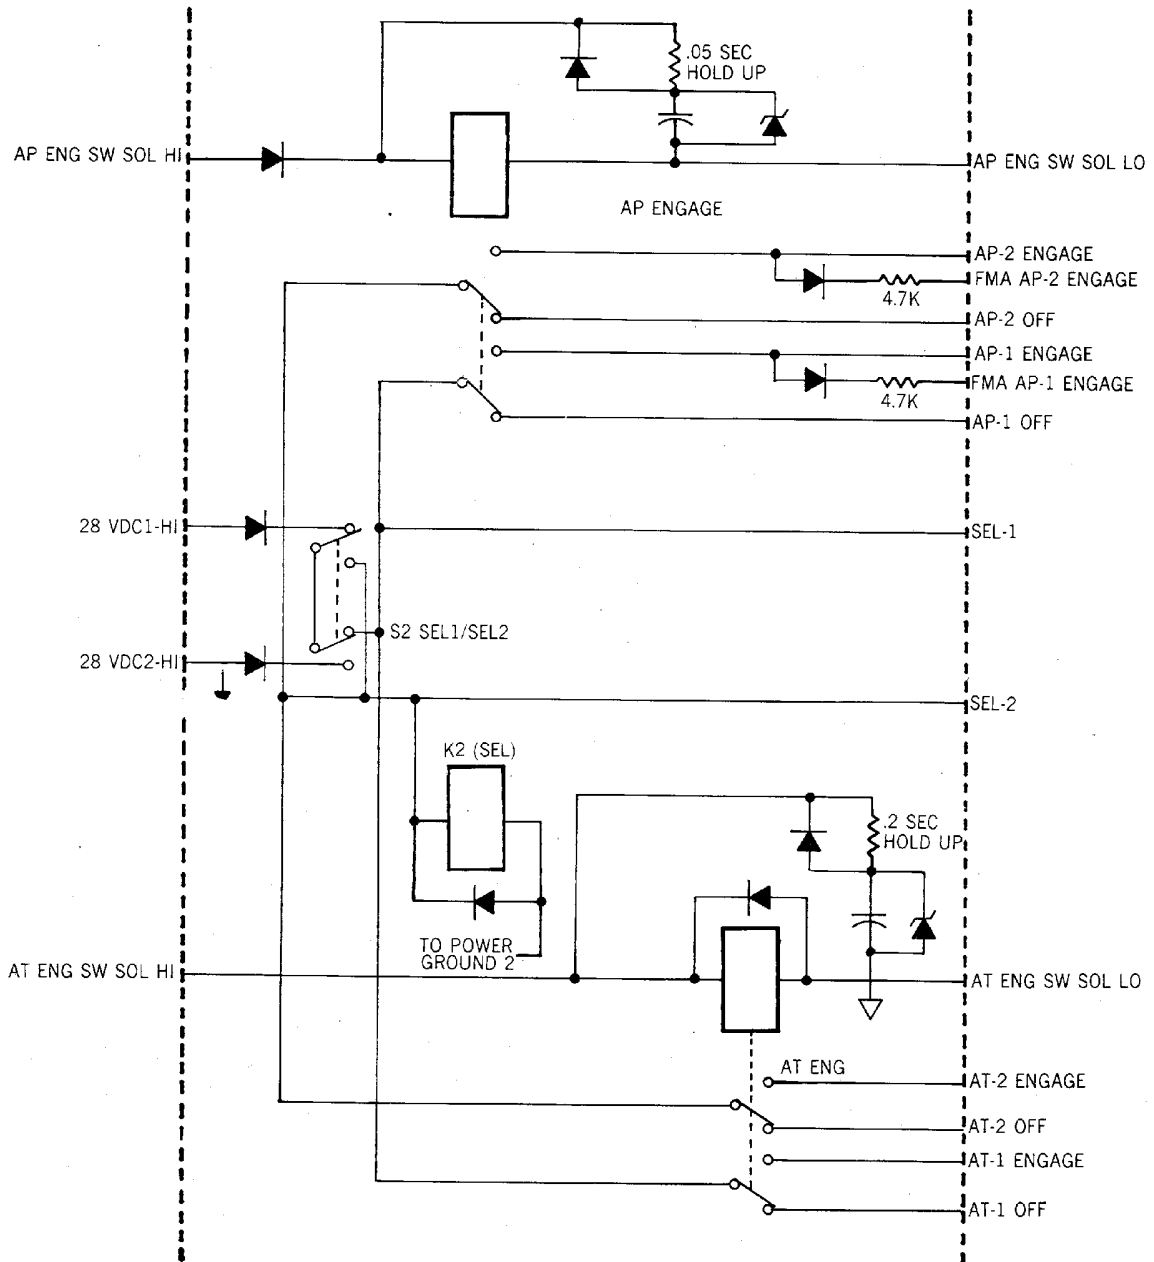 .05 SEC
HOLD UP
AP ENG SW SOL HI
AP ENG SW SOL LO
AP ENGAGE
AP-2 ENGAGE
FMA AP-2 ENGAGE
4.7K
AP-2 OFF
AP-1 ENGAGE
FMA AP-1 ENGAGE
4.7K
AP-1 OFF
28 VDC1-HI
SEL-1
S2 SEL1/SEL2
28 VDC2-HI
SEL-2
K2 (SEL)
.2 SEC
HOLD UP
TO POWER
GROUND 2
AT ENG SW SOL HI
AT ENG SW SOL LO
AT ENG
AT-2 ENGAGE
AT-2 OFF
AT-1 ENGAGE
AT-1 OFF